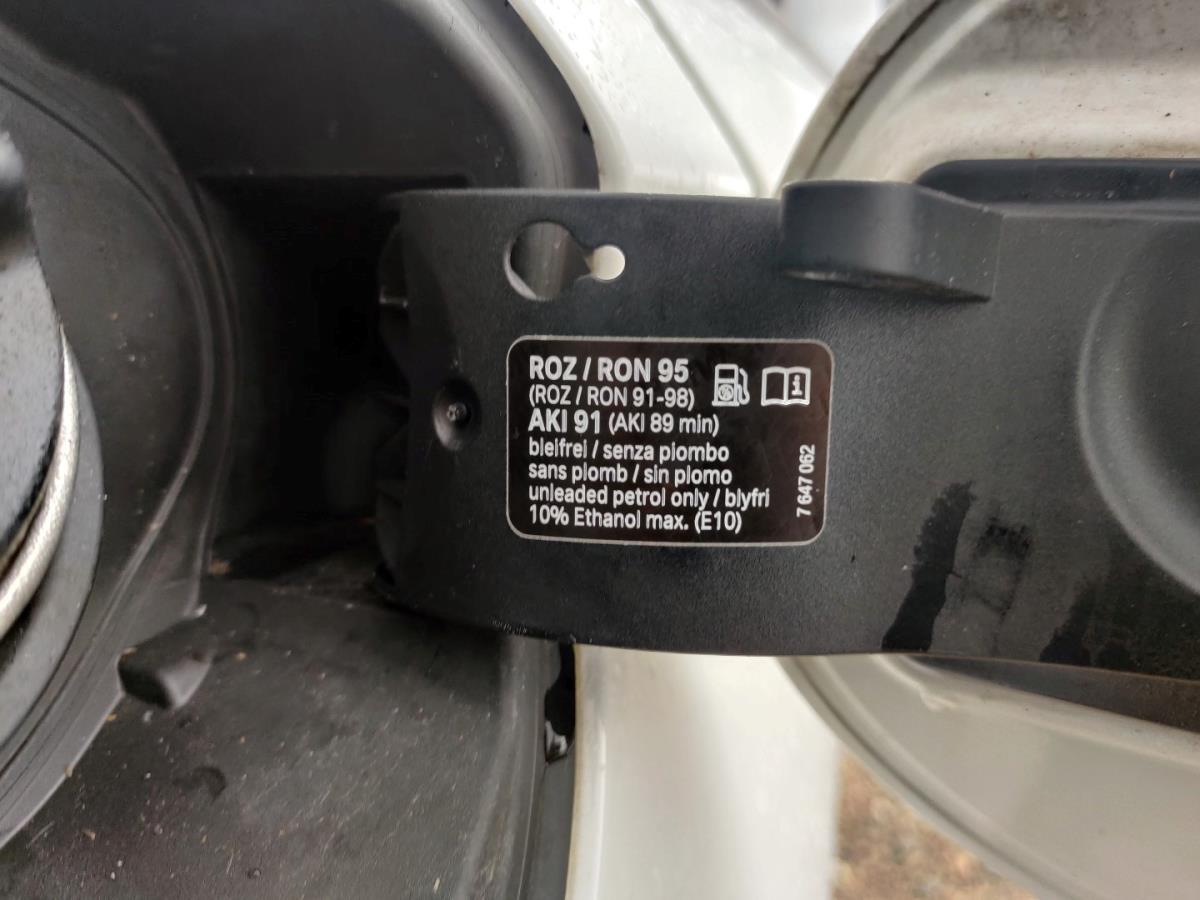 ROZ / RON 95
(ROZ / RON 91-98)
AKI 91 (AKI 89 min)
bleifrei / senza piombo
sans plomb / sin plomo
unleaded petrol only / blyfri
10% Ethanol max. (E10)
7 647 062